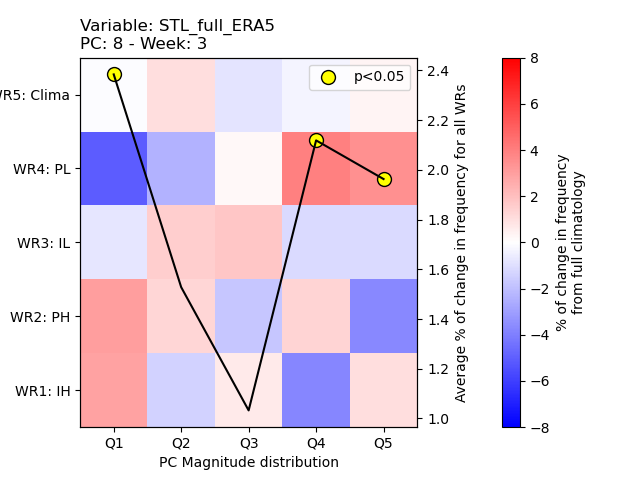 Variable: STL_full_ERA5
PC: 8 - Week: 3
p<0.05
WR5: Clima
WR4: PL
WR3: IL
WR2: PH
WR1: IH
Q1 Q2 Q3 Q4 Q5
PC Magnitude distribution
2.4
2.2
2.0
1.8
1.6
1.4
1.2
1.0
Average % of change in frequency for all WRs
8
6
4
2
0
−2
−4
−6
−8
% of change in frequency
from full climatology